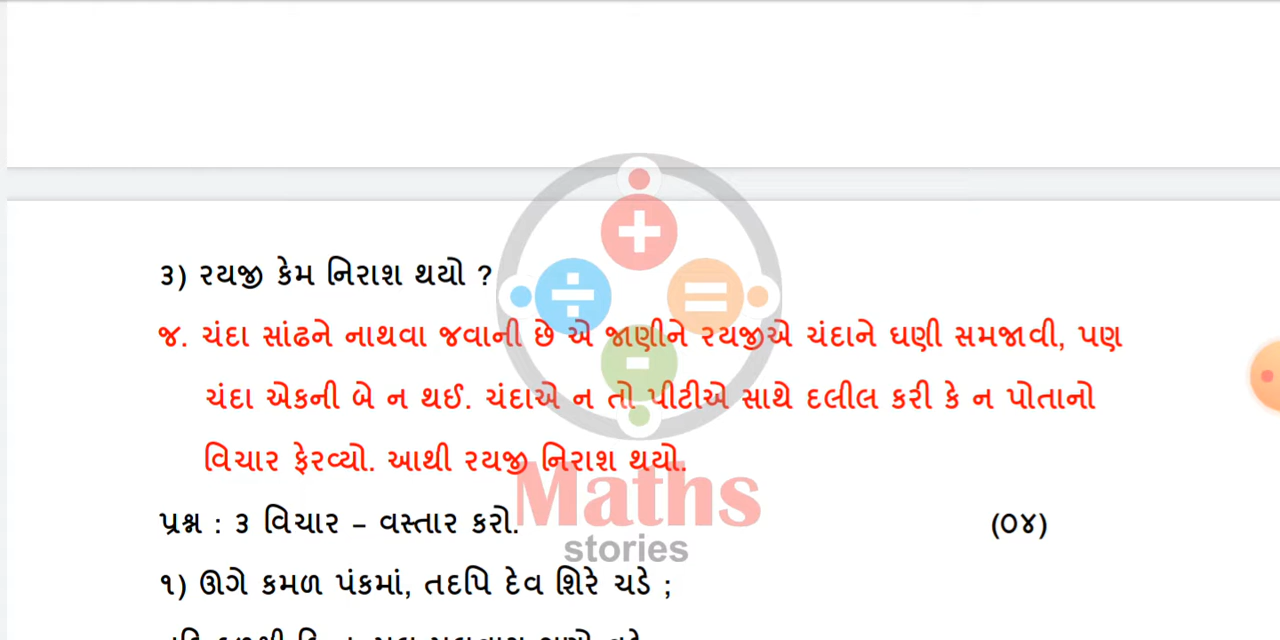 ૩) રયજી કેમ નિરાશ થયો ?
જ. ચંદા સાંઢને નાથવા જવાની છે એ જાણીને રયજીએ ચંદાને ઘણી સમજાવી, પણ
ચંદા એકની બે ન થઈ. ચંદાએ ન તો પીટીએ સાથે દલીલ કરી કે ન પોતાનો
વિચાર ફેરવ્યો. આથી રયજી નિરાશ થયો.
Maths
પ્રશ્ન : ૩ વિચાર – વસ્તાર કરો. (૦૪)
stories
૧) ઊગે કમળ પંકમાં, તદપિ દેવ શિરે ચડે ;